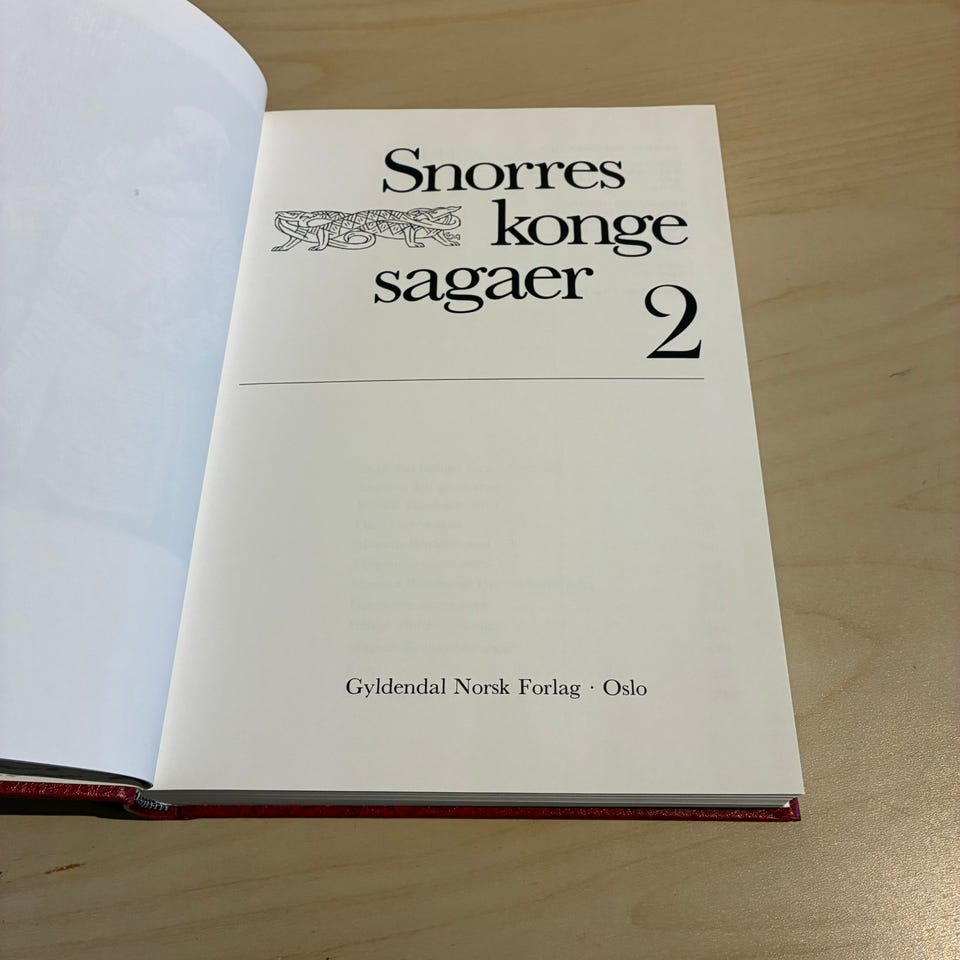 Snorres
konge
sagaer
2
Gyldendal Norsk Forlag · Oslo